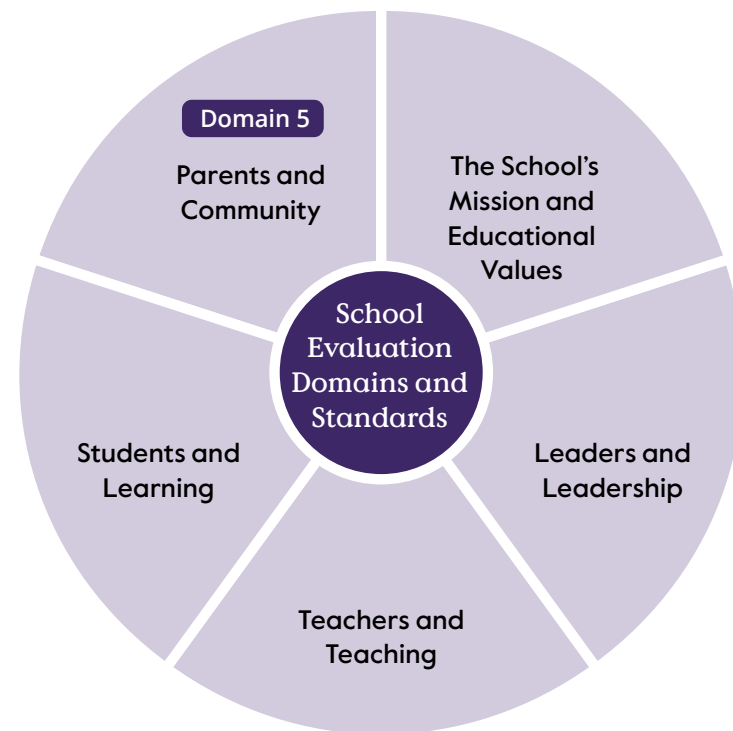 Domain 5
Parents and
Community
The School’s
Mission and
Educational
Values
School
Evaluation
Domains and
Standards
Students and
Learning
Leaders and
Leadership
Teachers and
Teaching